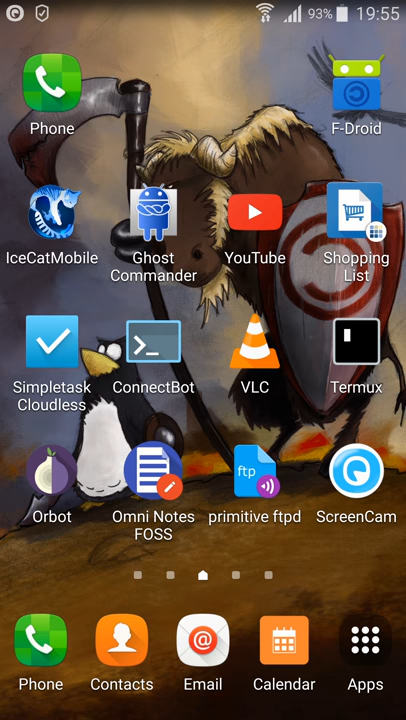 93% 19:55
Phone
F-Droid
IceCatMobile
Ghost
Commander
YouTube
Shopping
List
Simpletask
Cloudless
ConnectBot
>_
VLC
Termux
Orbot
Omni Notes
FOSS
ftp
primitive ftpd
ScreenCam
Phone
Contacts
@
Email
Calendar
Apps